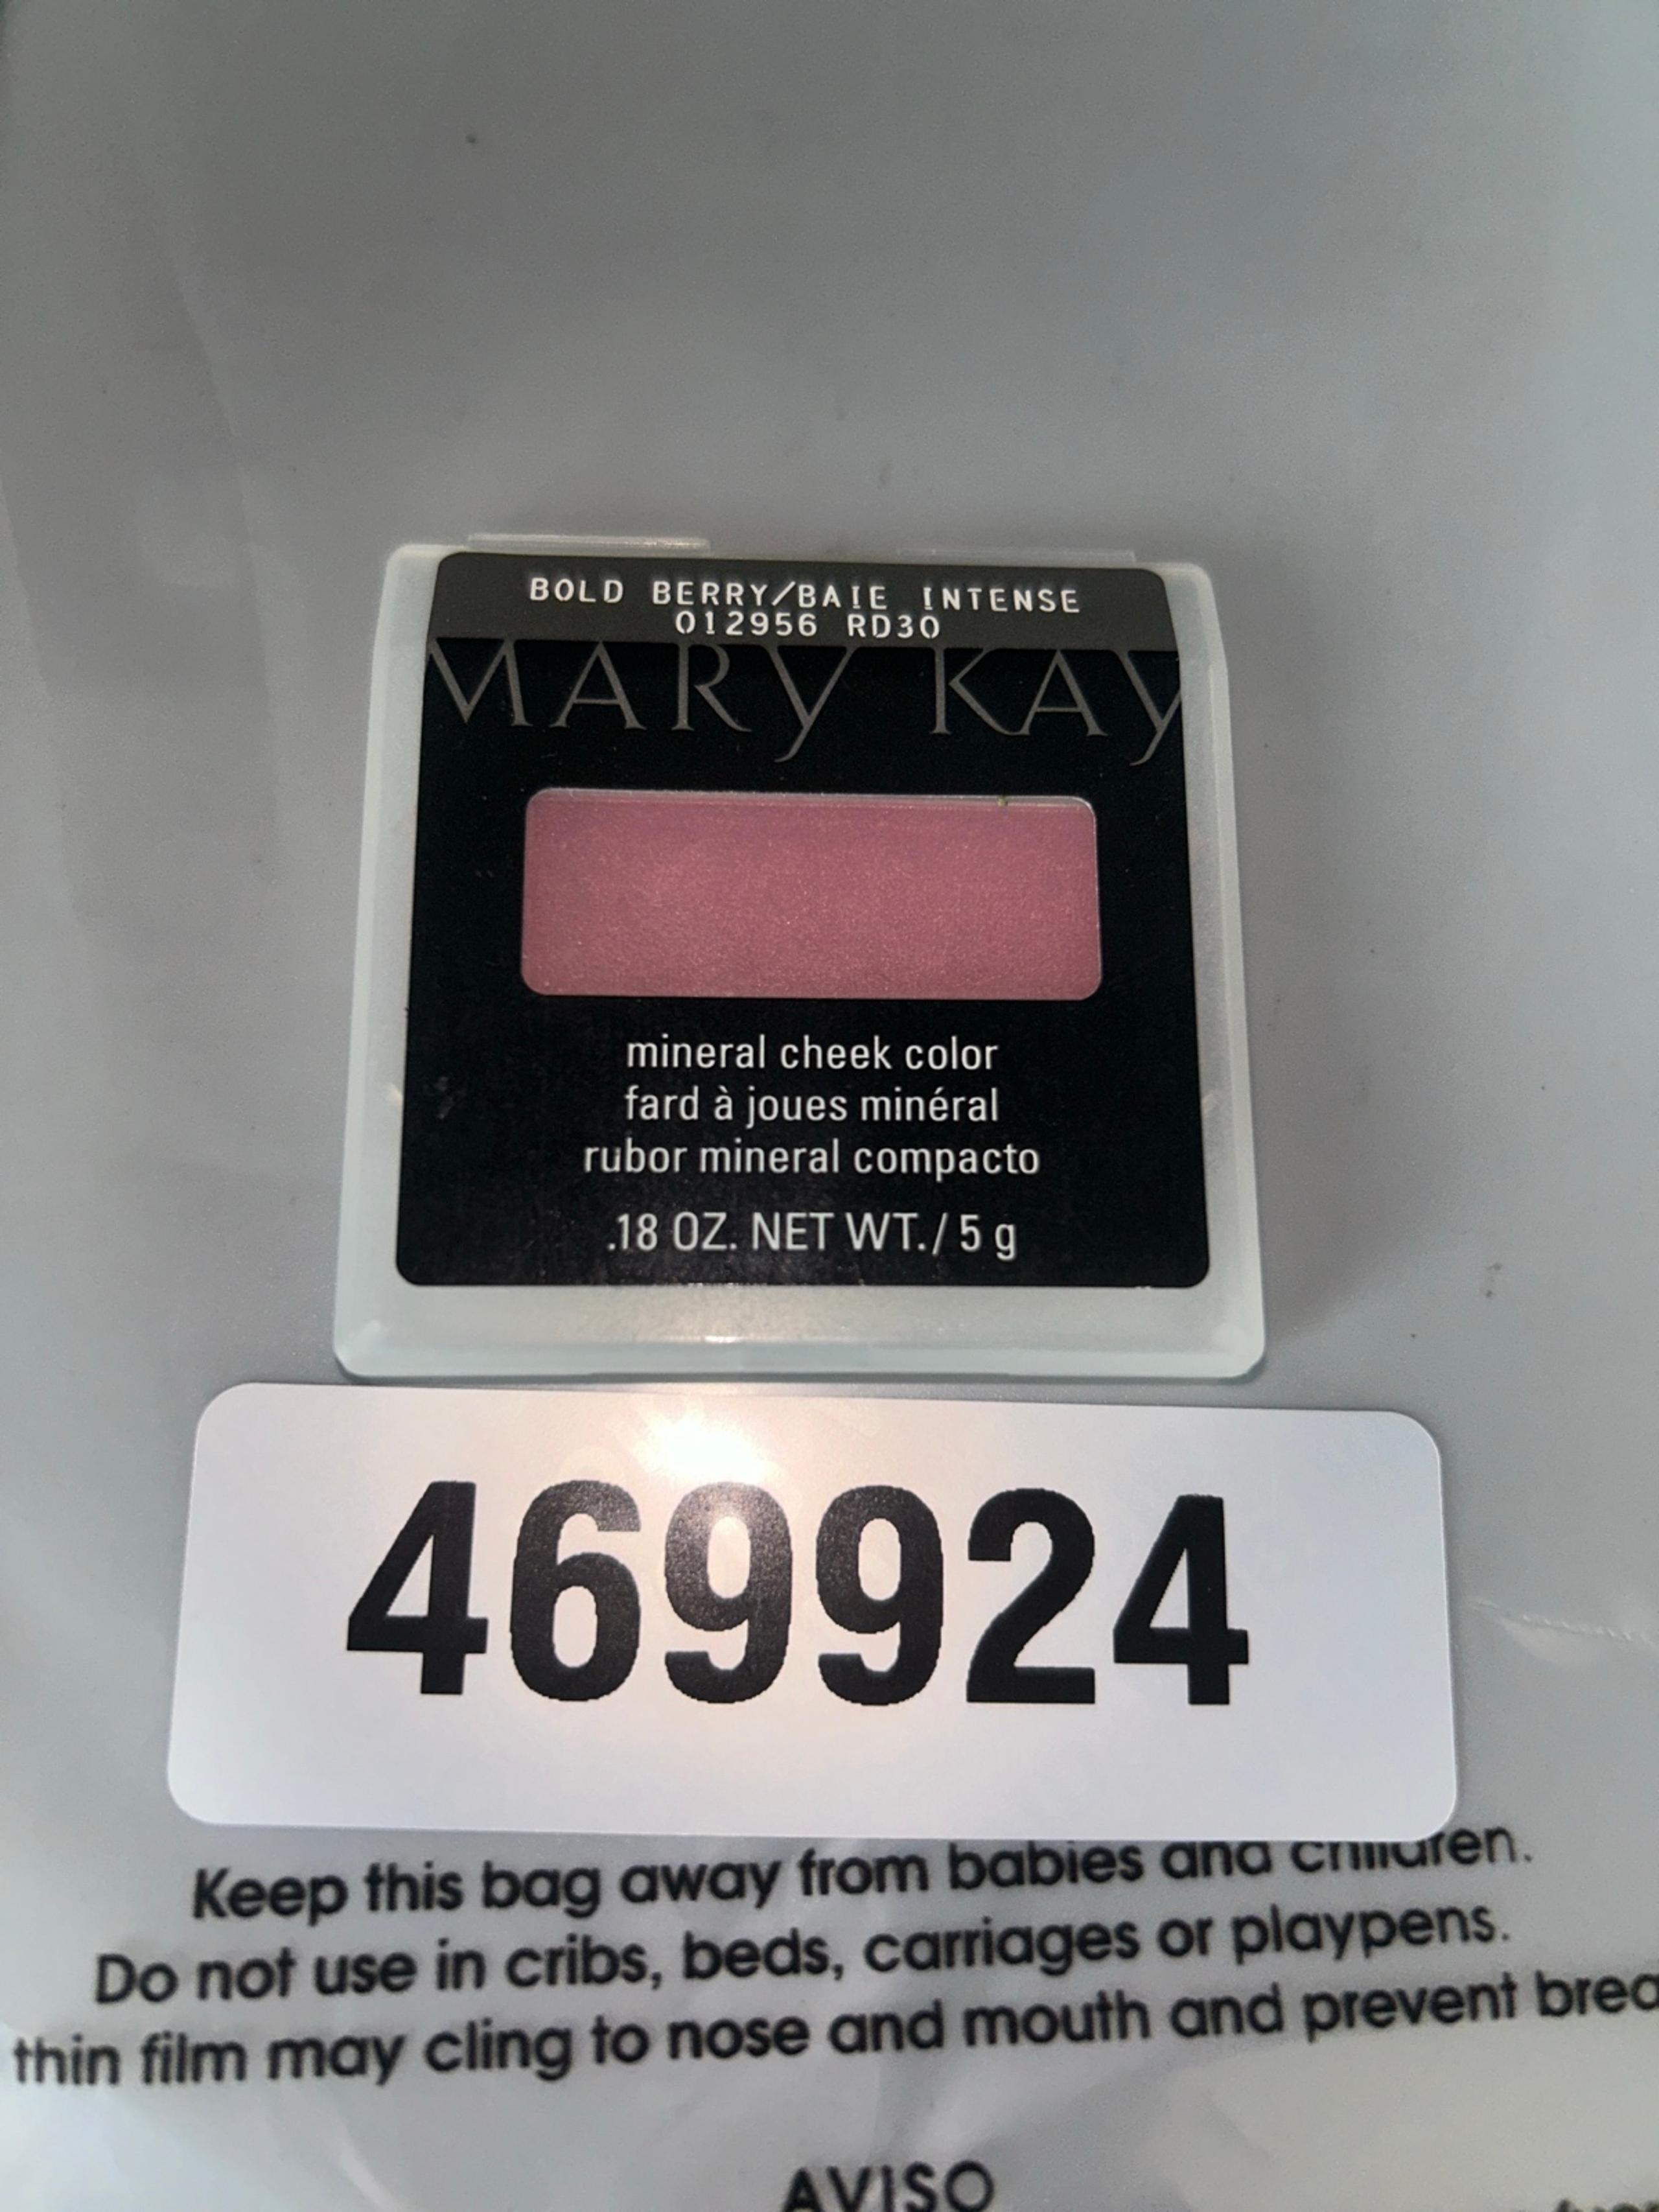 BOLD BERRY/BAIE INTENSE
012956 RD30
MARY KAY
mineral cheek color
fard à joues minéral
rubor mineral compacto
.18 OZ. NET WT./ 5 g
469924
Keep this bag away from babies and children.
Do not use in cribs, beds, carriages or playpens.
thin film may cling to nose and mouth and prevent brea
AVISO